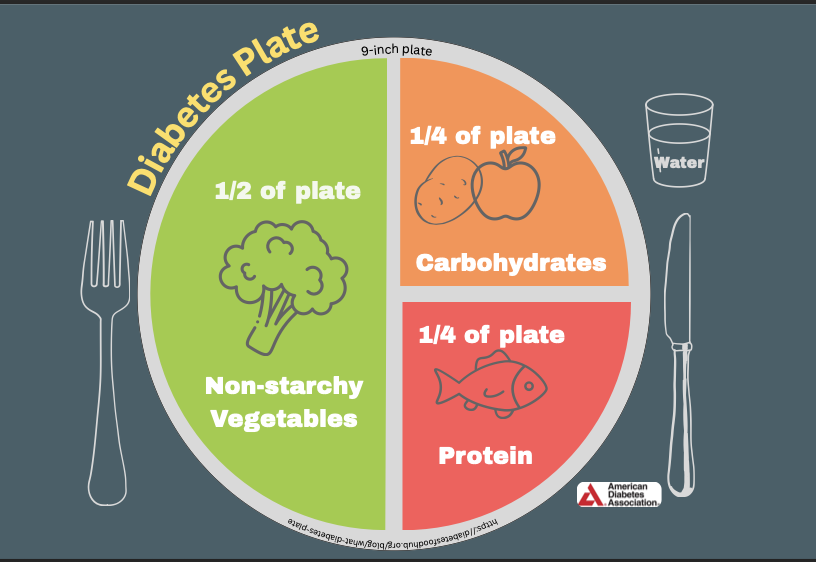 Diabetes Plate
9-inch plate
1/2 of plate
Non-starchy
Vegetables
1/4 of plate
Carbohydrates
1/4 of plate
Protein
Water
American
Diabetes
Association.
https://diabetesfoodhub.org/blog/what-diabetes-plate